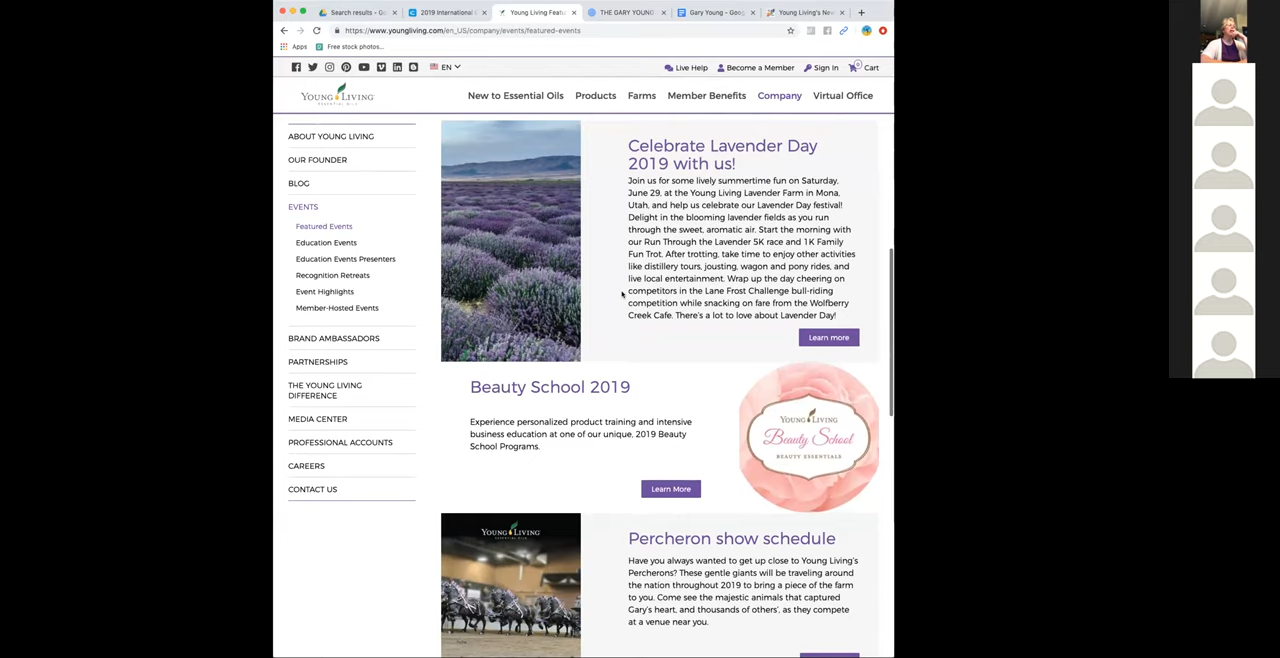 Search results - Go
2019 International
Young Living Featu
THE GARY YOUNG
Gary Young - Goog
Young Living's New
https://www.youngliving.com/en_US/company/events/featured-events
Apps
Free stock photos...
EN
Live Help
Become a Member
Sign In
0
Cart
YOUNG LIVING
ESSENTIAL OILS
New to Essential Oils
Products
Farms
Member Benefits
Company
Virtual Office
ABOUT YOUNG LIVING
OUR FOUNDER
BLOG
EVENTS
Featured Events
Education Events
Education Events Presenters
Recognition Retreats
Event Highlights
Member-Hosted Events
BRAND AMBASSADORS
PARTNERSHIPS
THE YOUNG LIVING
DIFFERENCE
MEDIA CENTER
PROFESSIONAL ACCOUNTS
CAREERS
CONTACT US
Celebrate Lavender Day
2019 with us!
Join us for some lively summertime fun on Saturday,
June 29, at the Young Living Lavender Farm in Mona,
Utah, and help us celebrate our Lavender Day festival!
Delight in the blooming lavender fields as you run
through the sweet, aromatic air. Start the morning with
our Run Through the Lavender 5K race and 1K Family
Fun Trot. After trotting, take time to enjoy other activities
like distillery tours, jousting, wagon and pony rides, and
live local entertainment. Wrap up the day cheering on
competitors in the Lane Frost Challenge bull-riding
competition while snacking on fare from the Wolfberry
Creek Cafe. There's a lot to love about Lavender Day!
Learn more
Beauty School 2019
Experience personalized product training and intensive
business education at one of our unique, 2019 Beauty
School Programs.
Learn More
YOUNG LIVING
Beauty School
BEAUTY ESSENTIALS
YOUNG LIVING
ESSENTIAL OILS
Percheron show schedule
Have you always wanted to get up close to Young Living's
Percherons? These gentle giants will be traveling around
the nation throughout 2019 to bring a piece of the farm
to you. Come see the majestic animals that captured
Gary's heart, and thousands of others', as they compete
at a venue near you.